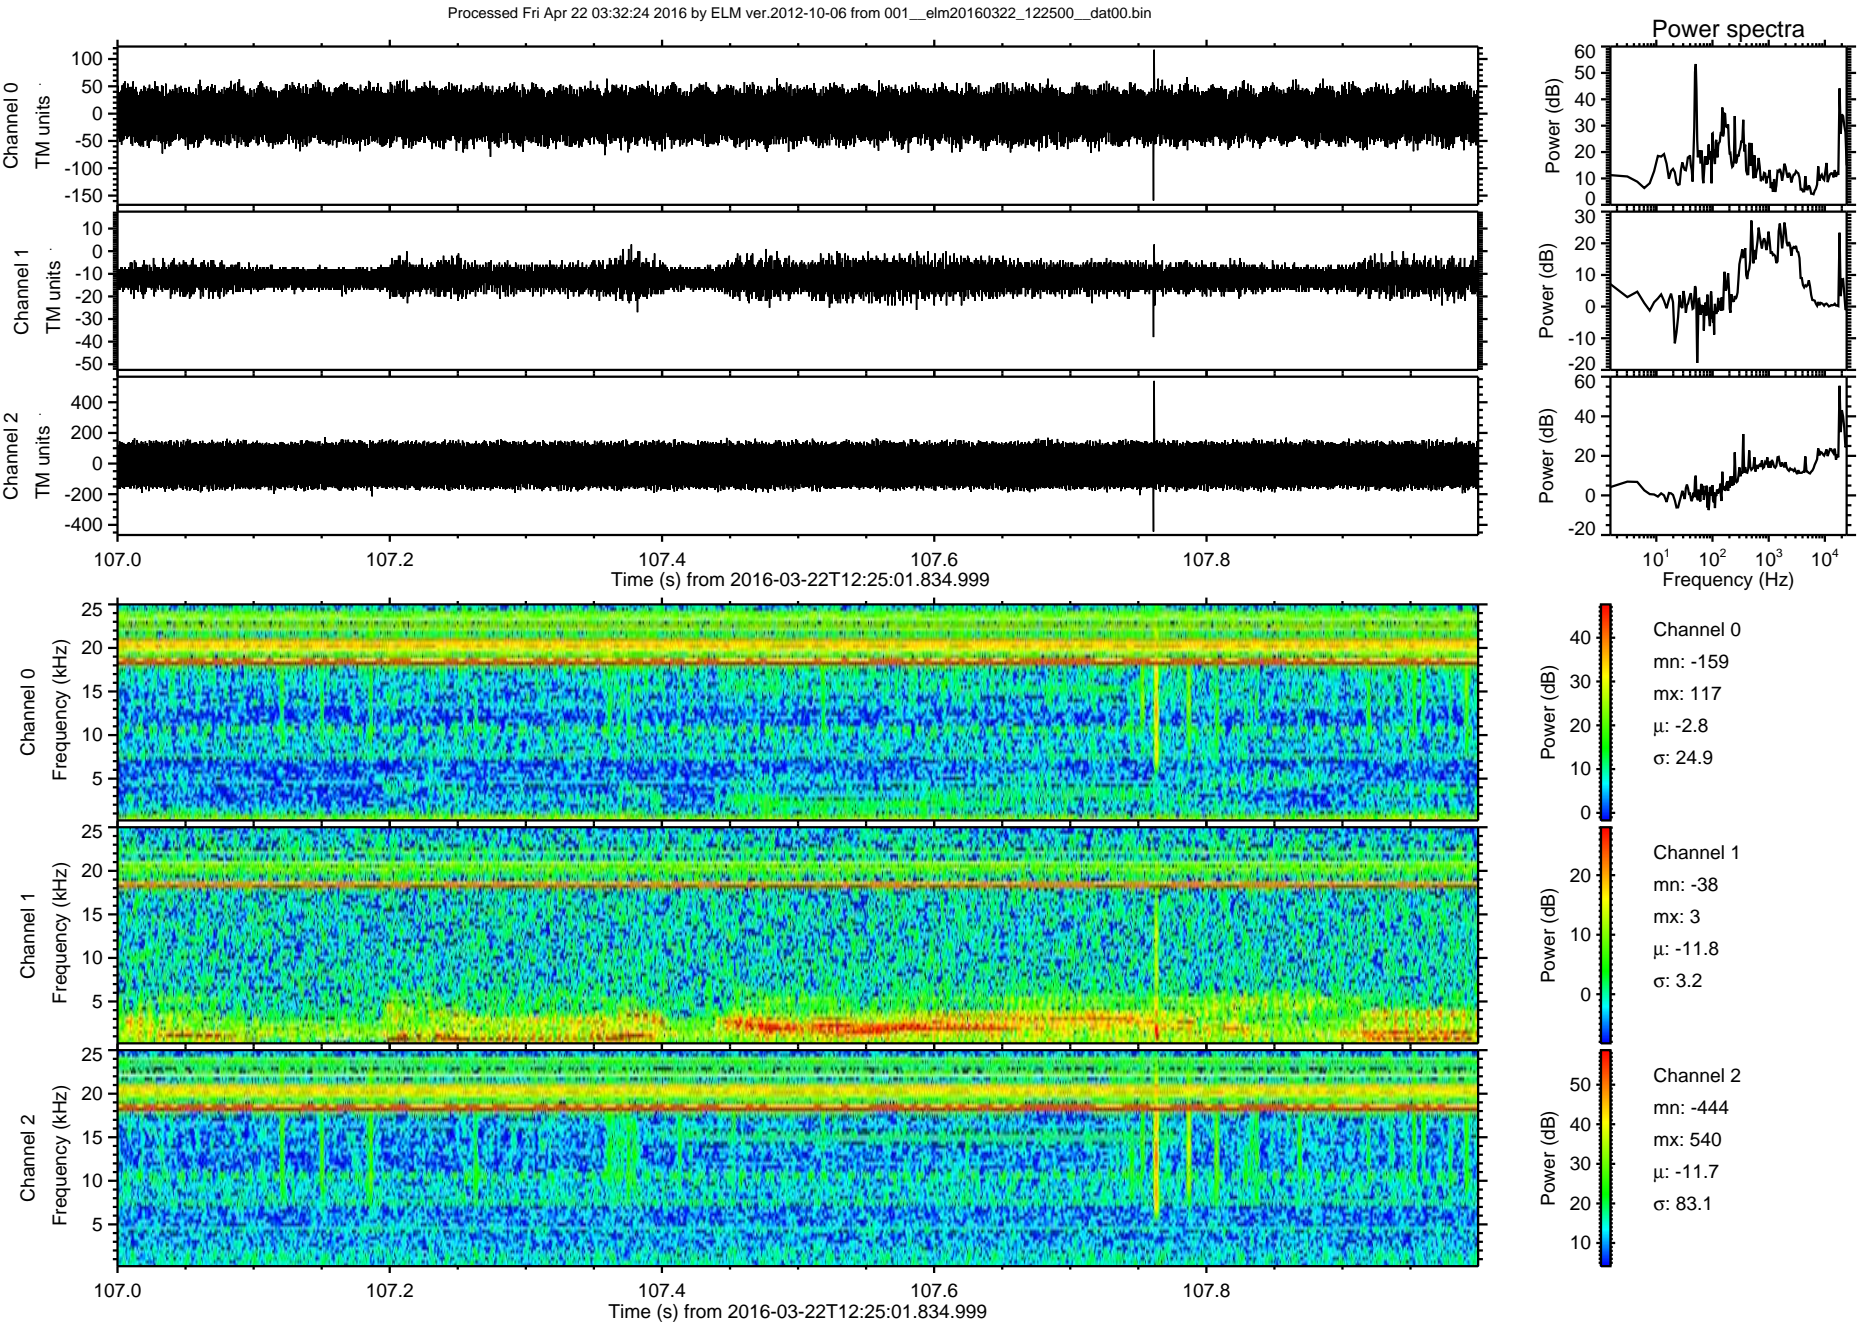 Processed Fri Apr 22 03:32:24 2016 by ELM ver.2012-10-06 from 001__elm20160322_122500__dat00.bin
Power spectra
Channel 0
TM units
100
50
0
-50
-100
-150
Power (dB)
60
50
40
30
20
10
0
Channel 1
TM units
10
0
-10
-20
-30
-40
-50
Power (dB)
30
20
10
0
-10
-20
Channel 2
TM units
400
200
0
-200
-400
Power (dB)
60
40
20
0
-20
107.0 107.2 107.4 107.6 107.8
Time (s) from 2016-03-22T12:25:01.834.999
10^1 10^2 10^3 10^4
Frequency (Hz)
Channel 0
Frequency (kHz)
25
20
15
10
5
Power (dB)
40
30
20
10
0
Channel 0
mn: -159
mx: 117
μ: -2.8
σ: 24.9
Channel 1
Frequency (kHz)
25
20
15
10
5
Power (dB)
20
10
0
Channel 1
mn: -38
mx: 3
μ: -11.8
σ: 3.2
Channel 2
Frequency (kHz)
25
20
15
10
5
Power (dB)
50
40
30
20
10
Channel 2
mn: -444
mx: 540
μ: -11.7
σ: 83.1
107.0 107.2 107.4 107.6 107.8
Time (s) from 2016-03-22T12:25:01.834.999